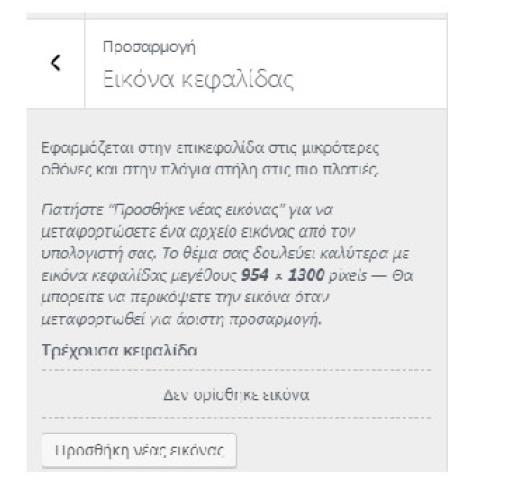 Προσαρμογή
Εικόνα κεφαλίδας
Εφαρμόζεται στην επικεφαλίδα στις μικρότερες
οθόνες και στην πλάγια στήλη στις πιο πλατιές.
Πατήστε “Προσθήκε νέας εικόνας” για να
μεταφορτώσετε ένα αρχείο εικόνας από τον
υπολογιστή σας. Το θέμα σας δουλεύει καλύτερα με
εικόνα κεφαλίδας μεγέθους 954 × 1300 pixels — Θα
μπορείτε να περικόψετε την εικόνα όταν
μεταφορτωθεί για άριστη προσαρμογή.
Τρέχουσα κεφαλίδα
Δεν ορίσθηκε εικόνα
Προσθήκη νέας εικόνας